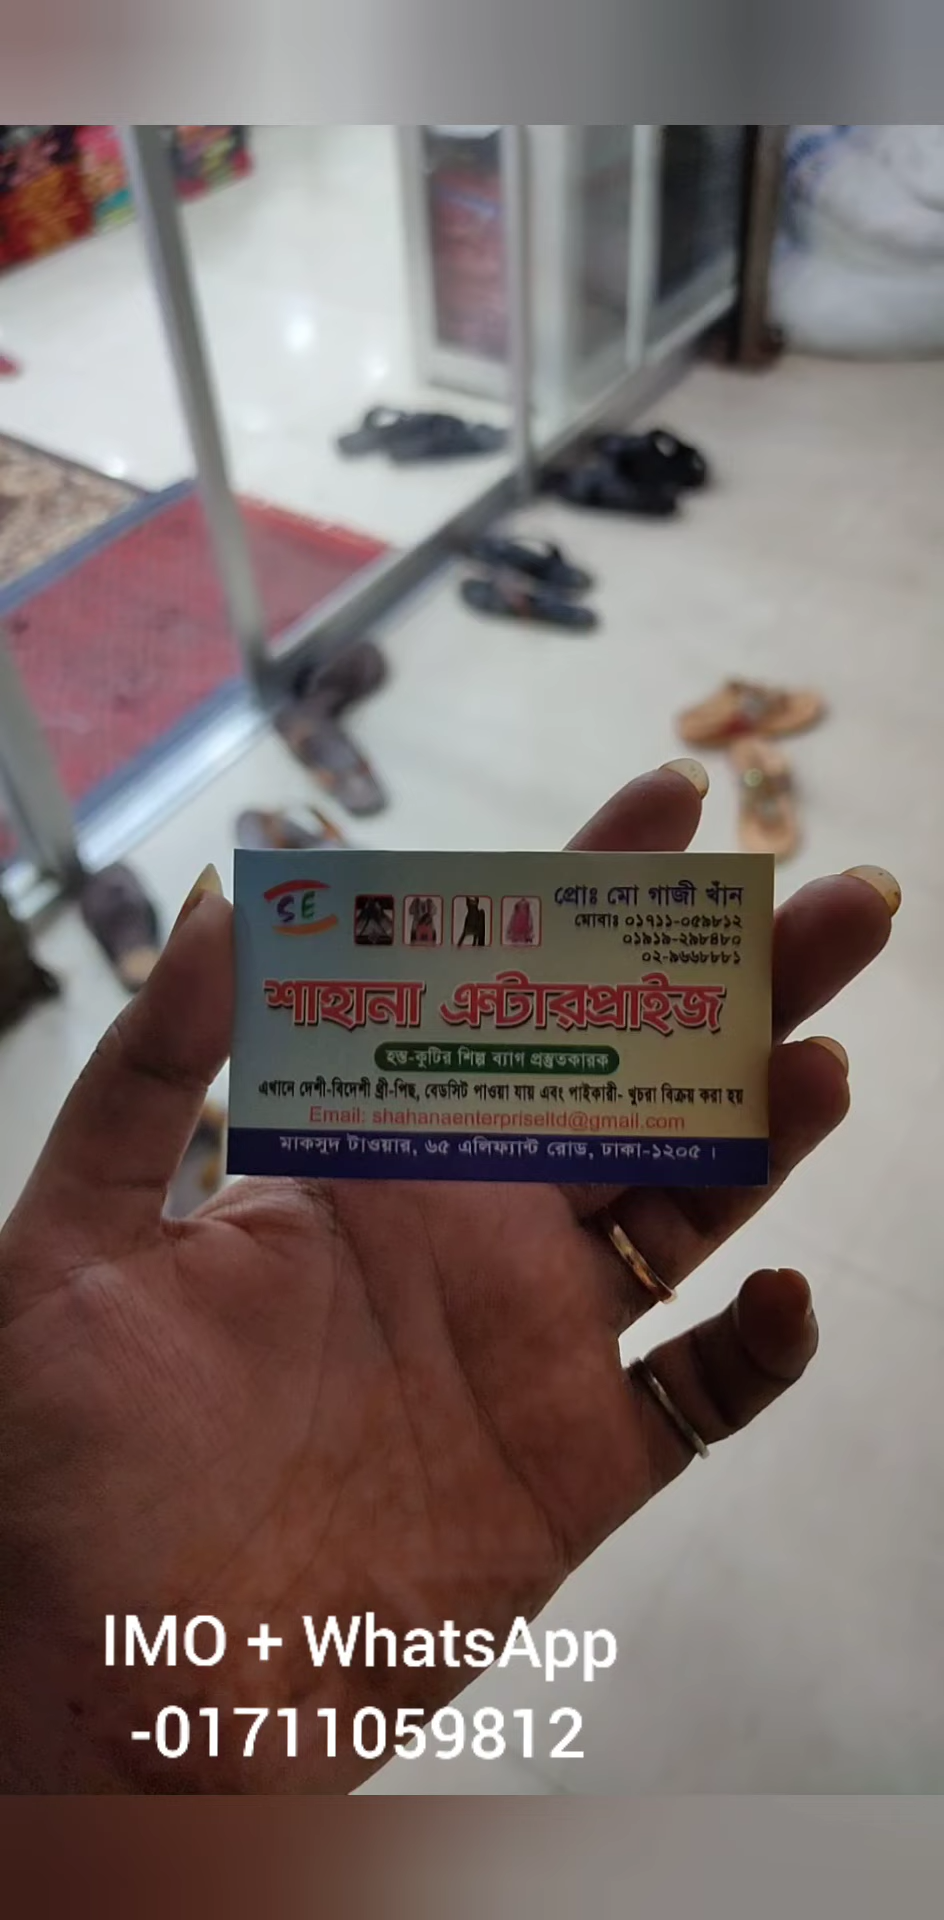 SE
প্রোঃ মো গাজী খাঁন
মোবাঃ ০১৭১১-০৫৯৮১২
০১৯১৯-২৯৮৪৮০
০২-৯৬৬৮৮৮১
শাহানা এন্টারপ্রাইজ
হস্ত-কুটির শিল্প ব্যাগ প্রস্তুতকারক
এখানে দেশী-বিদেশী থ্রী-পিছ, বেডসিট পাওয়া যায় এবং পাইকারী- খুচরা বিক্রয় করা হয়
Email: shahanaenterpriseltd@gmail.com
মাকসুদ টাওয়ার, ৬৫ এলিফ্যান্ট রোড, ঢাকা-১২০৫ ।
IMO + WhatsApp
-01711059812